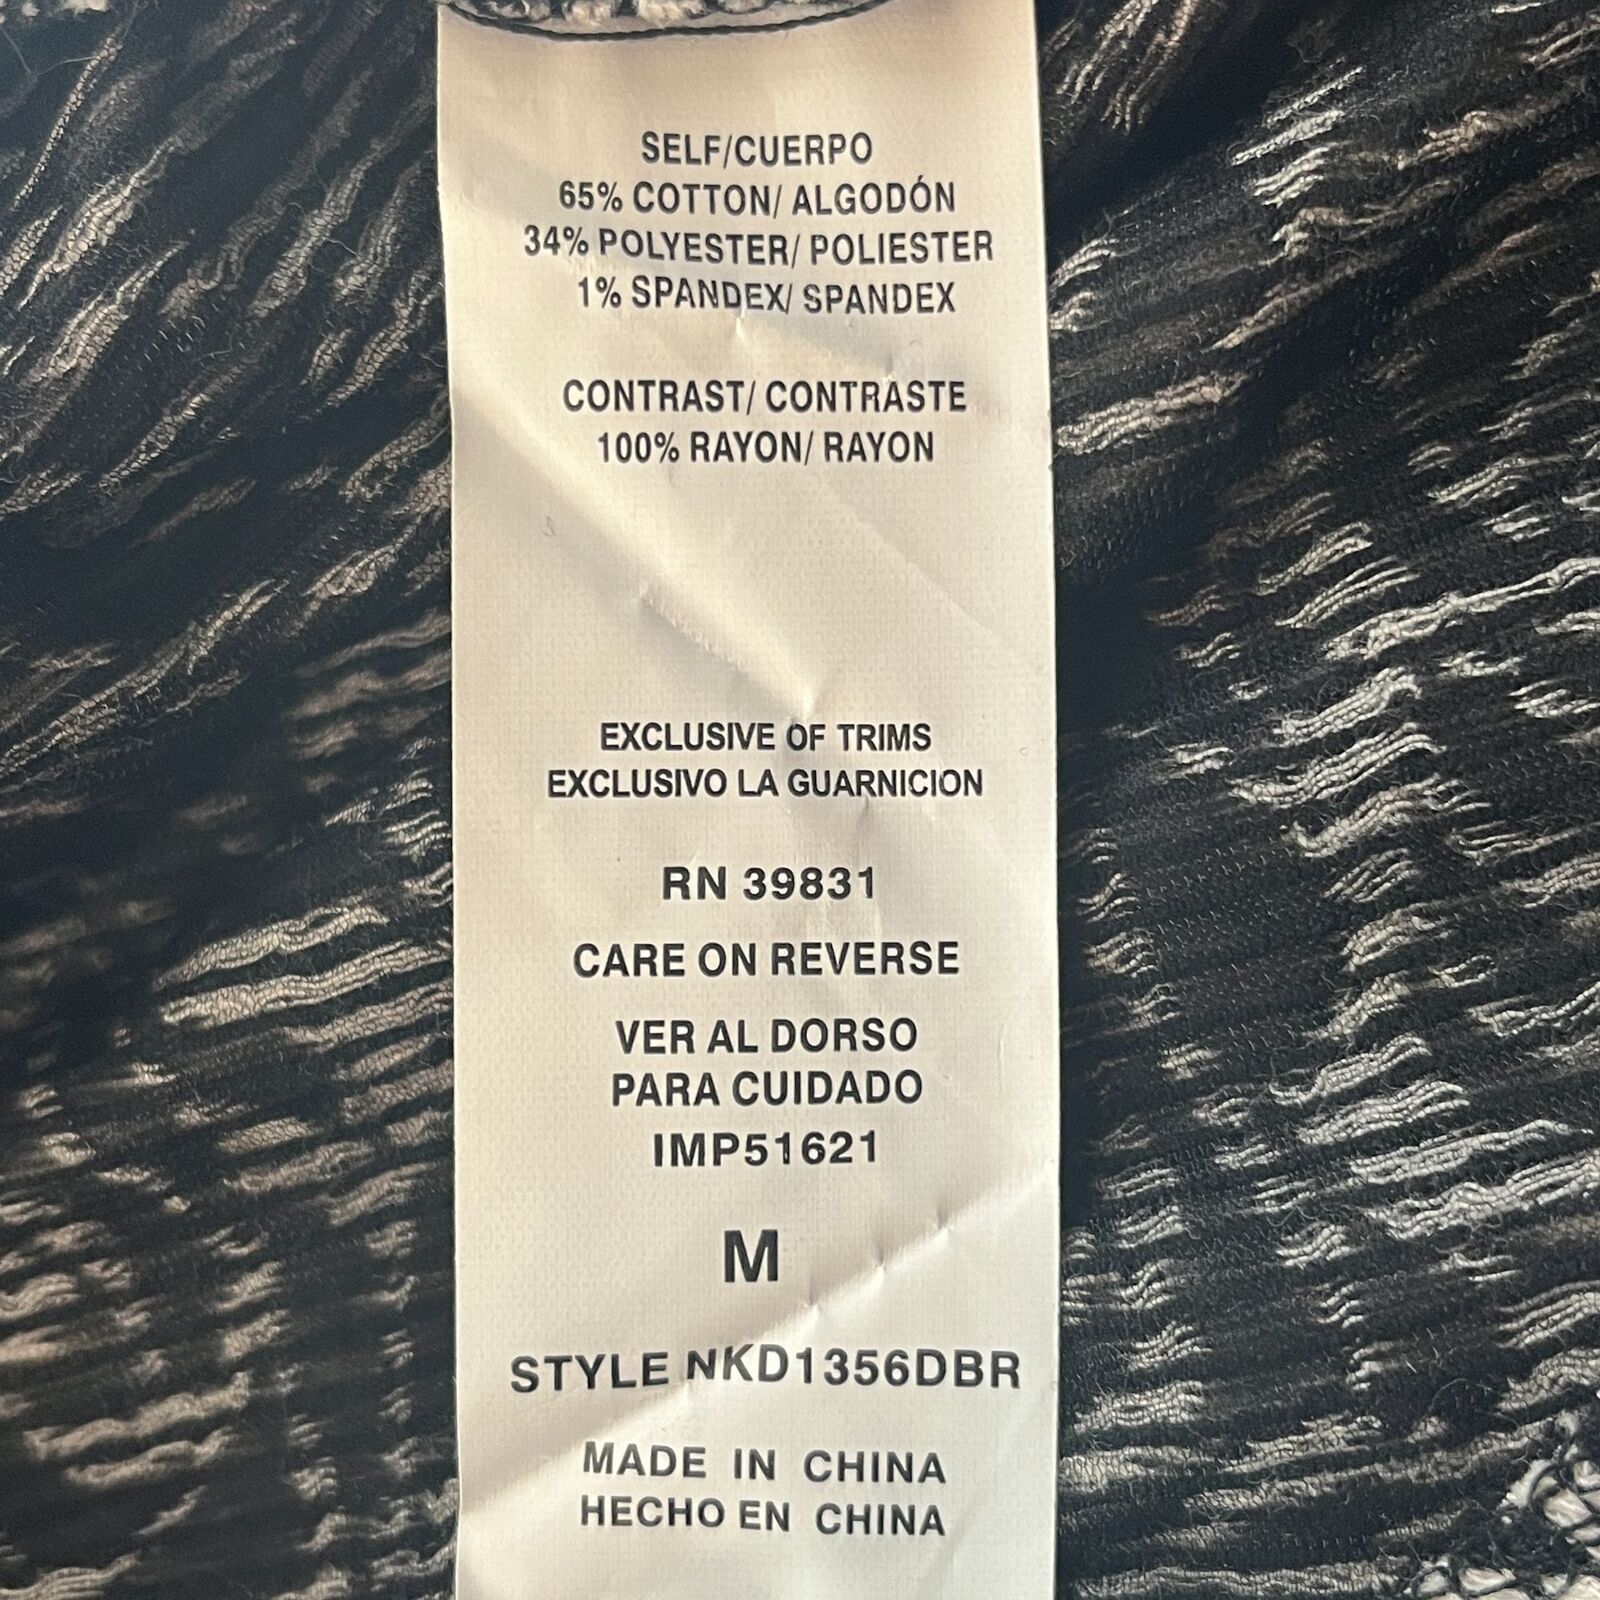 SELF/CUERPO
65% COTTON/ ALGODÓN
34% POLYESTER/ POLIESTER
1% SPANDEX/ SPANDEX
CONTRAST/ CONTRASTE
100% RAYON/ RAYON
EXCLUSIVE OF TRIMS
EXCLUSIVO LA GUARNICION
RN 39831
CARE ON REVERSE
VER AL DORSO
PARA CUIDADO
IMP51621
M
STYLE NKD1356DBR
MADE IN CHINA
HECHO EN CHINA